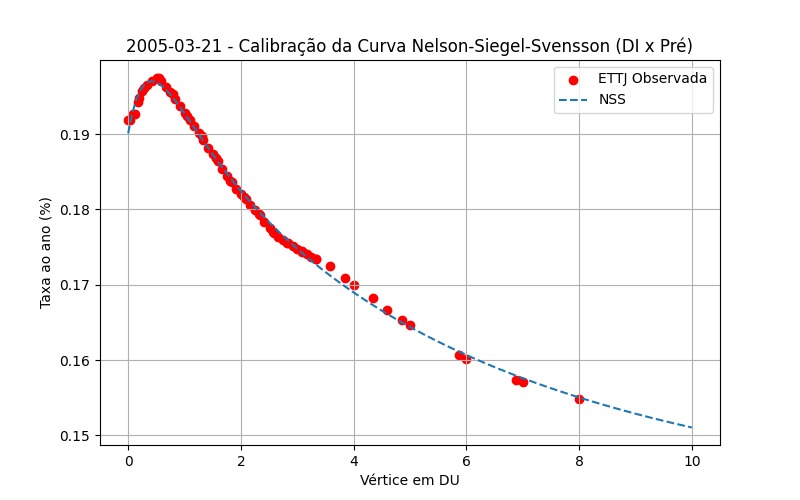 2005-03-21 - Calibração da Curva Nelson-Siegel-Svensson (DI x Pré)
ETTJ Observada
NSS
Taxa ao ano (%)
0.19
0.18
0.17
0.16
0.15
0 2 4 6 8 10
Vértice em DU